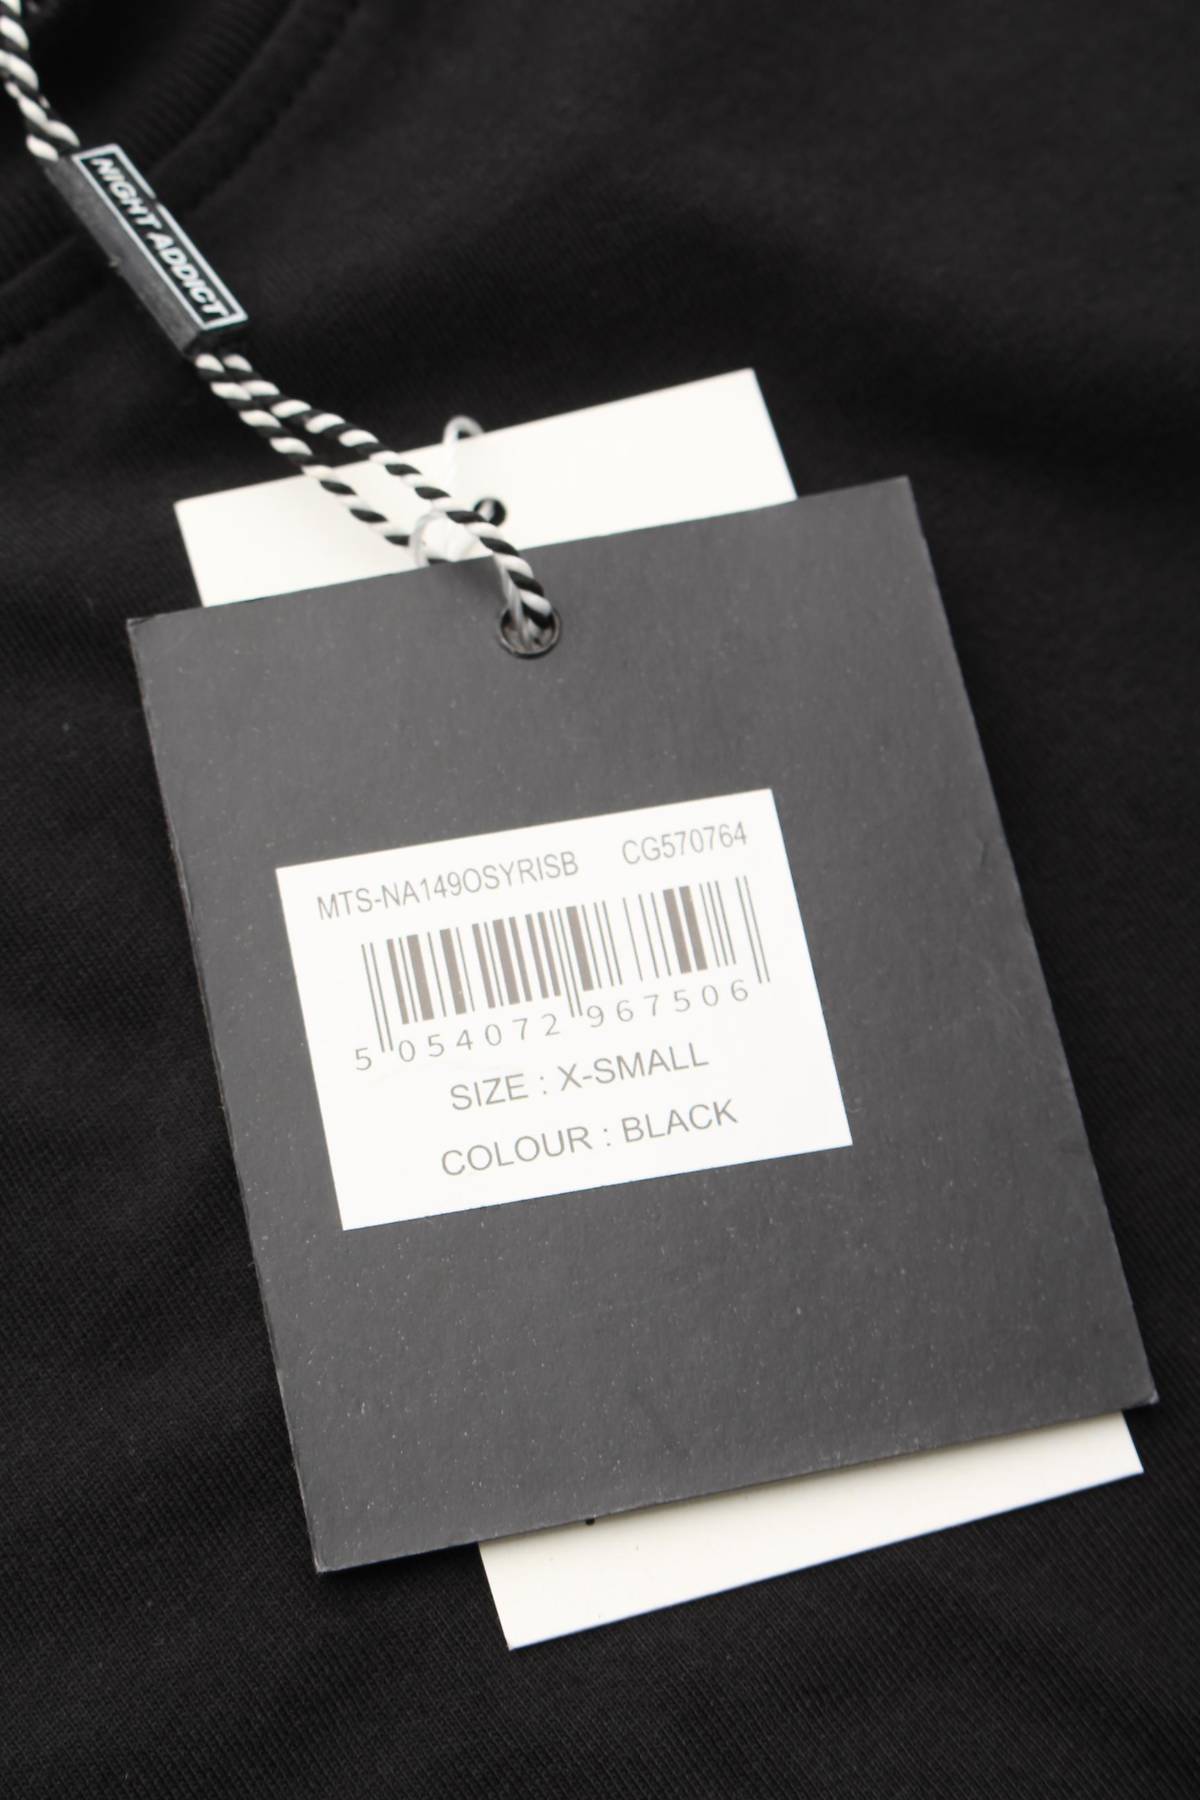 NIGHT ADDICT
MTS-NA149OSYRISB CG570764
5 054072 967506
SIZE : X-SMALL
COLOUR : BLACK